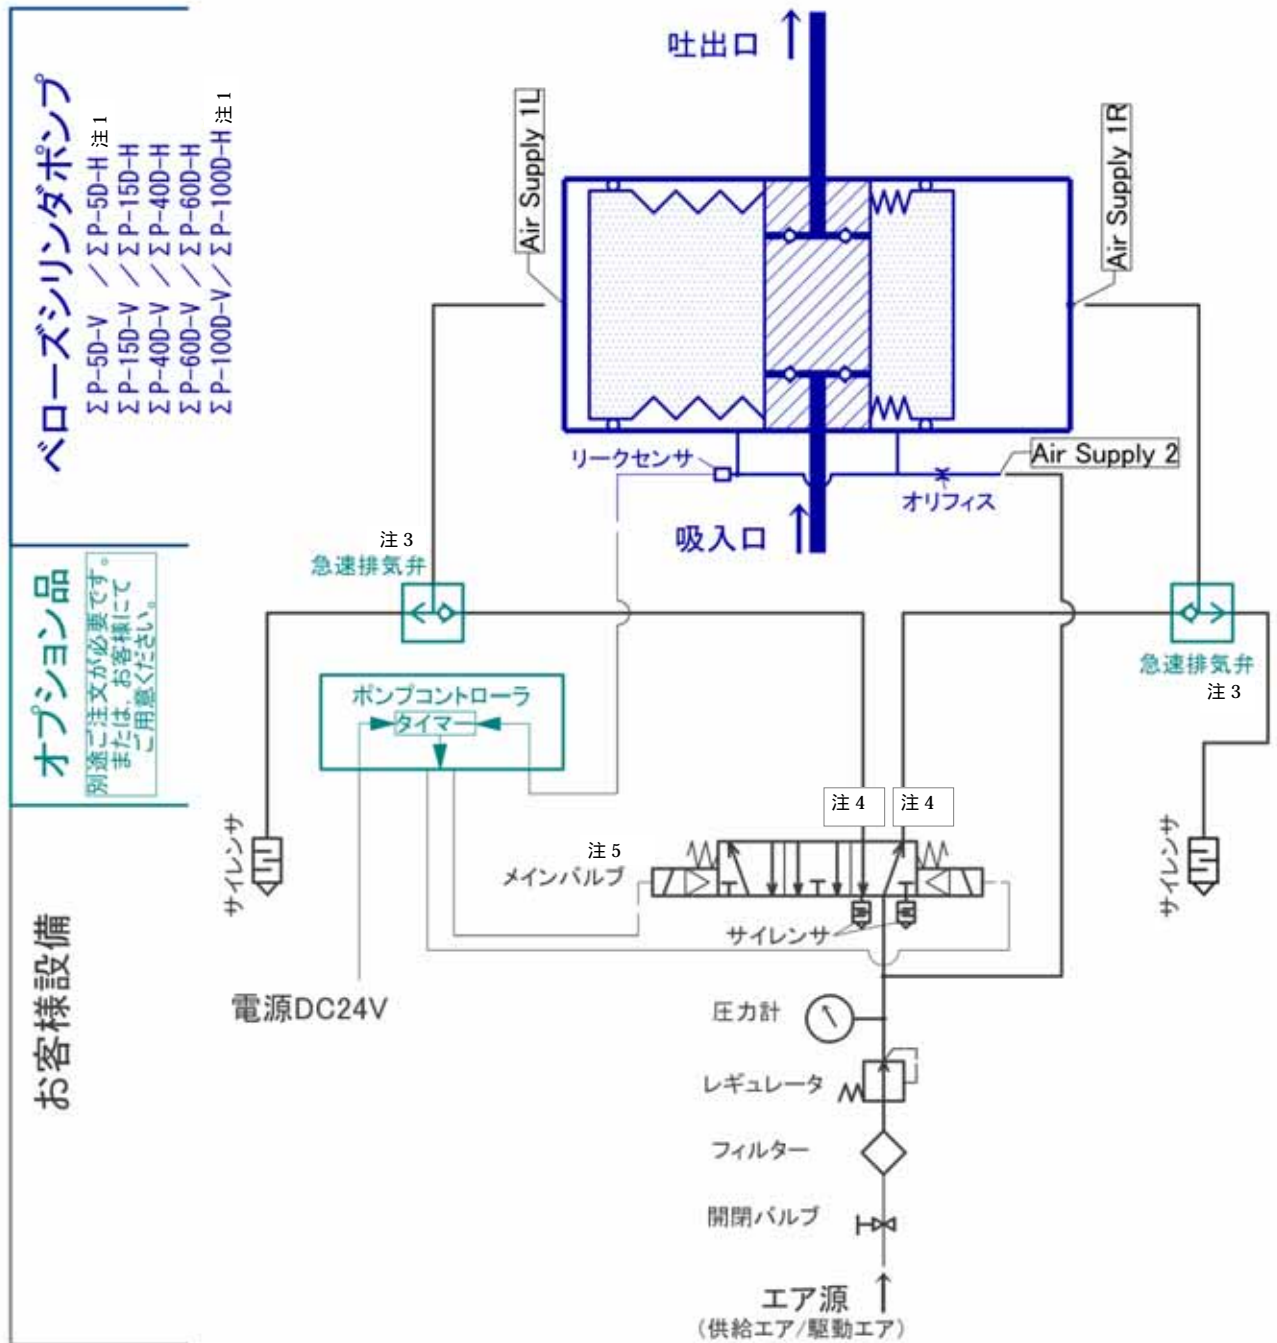 ベローズシリンダポンプ
ΣP-5D-V ／ΣP-5D-H 注1
ΣP-15D-V ／ΣP-15D-H
ΣP-40D-V ／ΣP-40D-H
ΣP-60D-V ／ΣP-60D-H
ΣP-100D-V／ΣP-100D-H 注1
吐出口
Air Supply 1L
Air Supply 1R
リークセンサ
Air Supply 2
オリフィス
吸入口
オプション品
別途ご注文が必要です。
または、お客様にて
ご用意ください。
注3
急速排気弁
急速排気弁
注3
ポンプコントローラ
タイマー
注4
注4
注5
メインバルブ
サイレンサ
サイレンサ
サイレンサ
お客様設備
電源DC24V
圧力計
レギュレータ
フィルター
開閉バルブ
エア源
(供給エア/駆動エア)